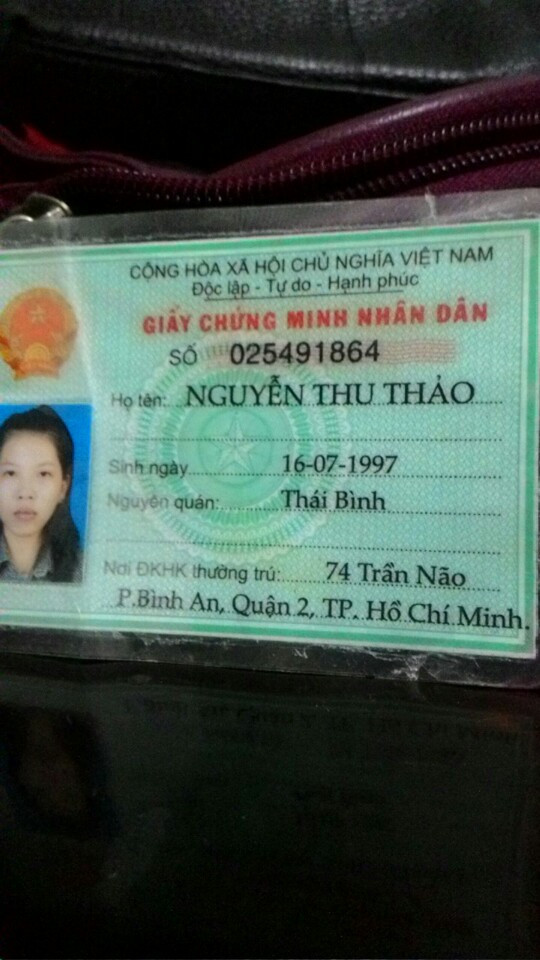 CỘNG HÒA XÃ HỘI CHỦ NGHĨA VIỆT NAM
Độc lập - Tự do - Hạnh phúc
GIẤY CHỨNG MINH NHÂN DÂN
SỐ 025491864
Họ tên: NGUYỄN THU THẢO
Sinh ngày 16-07-1997
Nguyên quán: Thái Bình
Nơi ĐKHK thường trú: 74 Trần Não
P.Bình An, Quận 2, TP. Hồ Chí Minh.